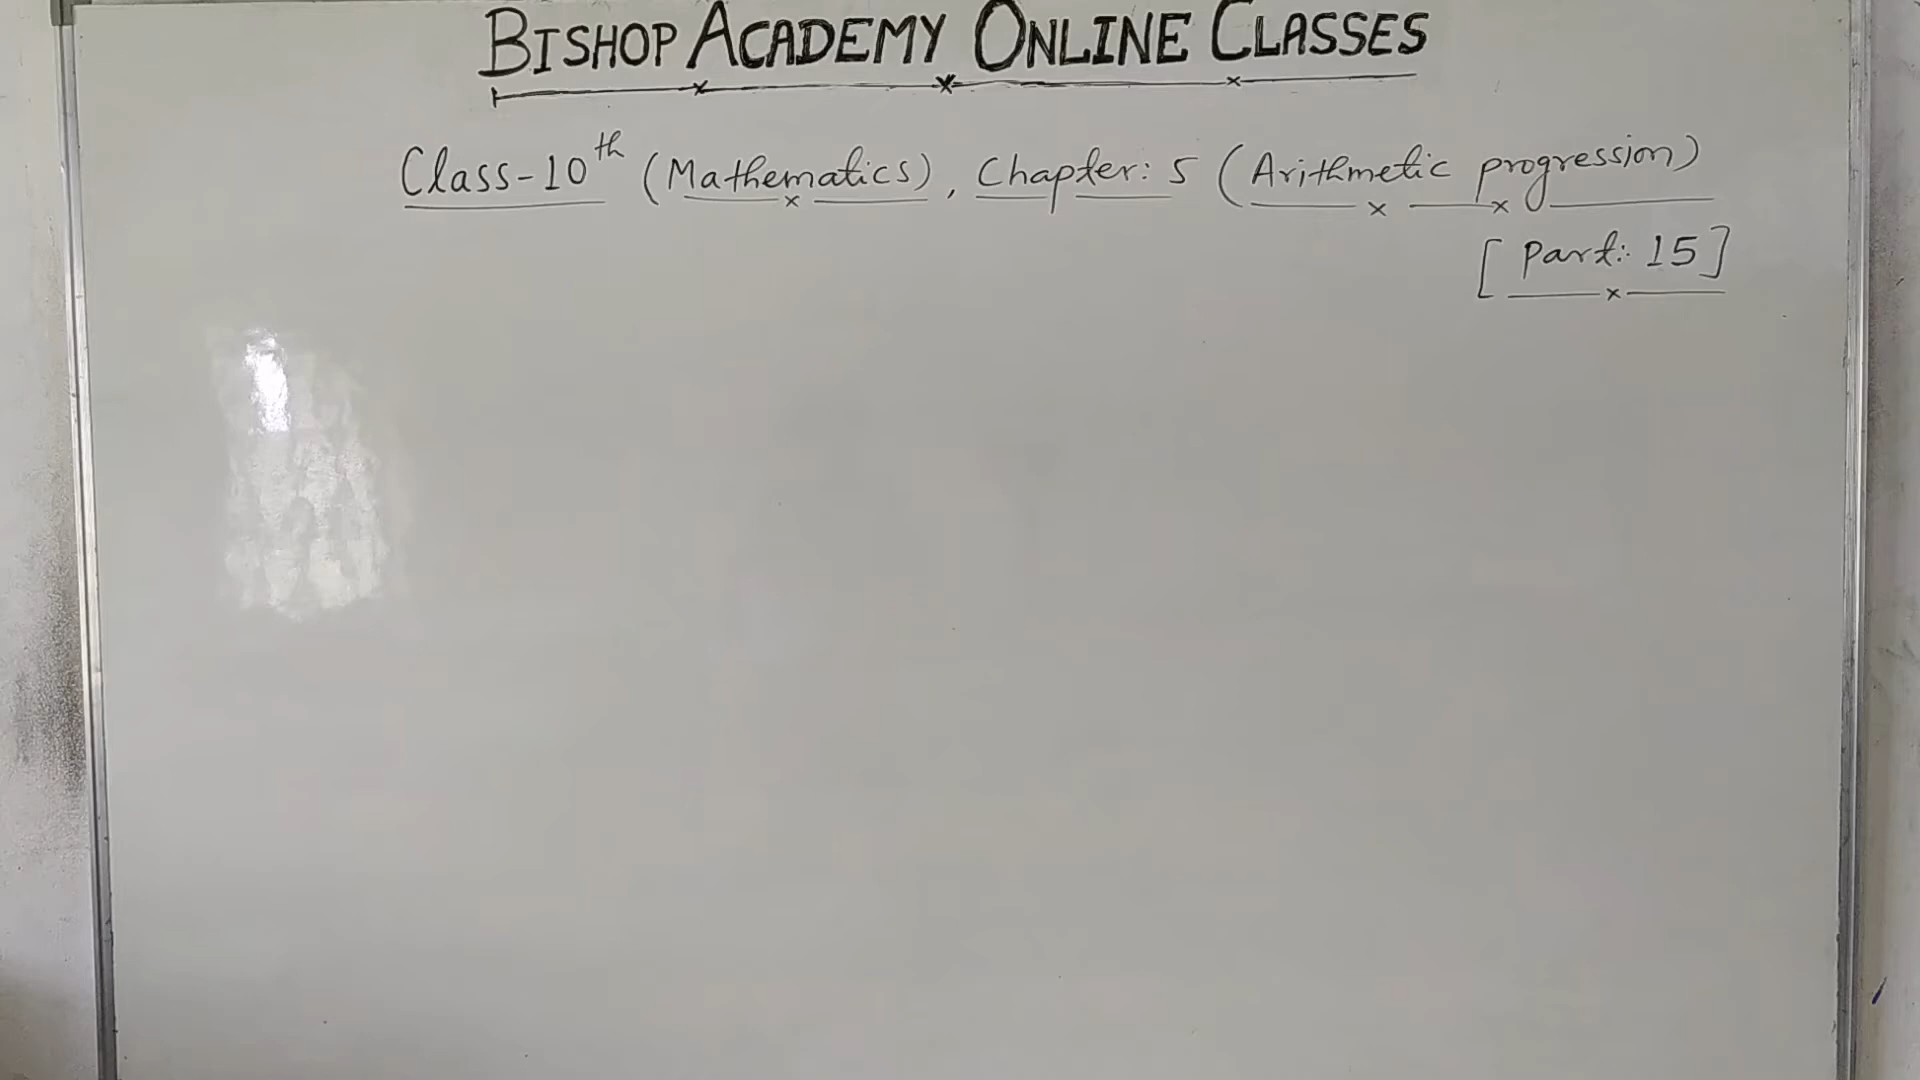 BISHOP ACADEMY ONLINE CLASSES
Class-10th (Mathematics), Chapter: 5 (Arithmetic progression)
[Part: 15]